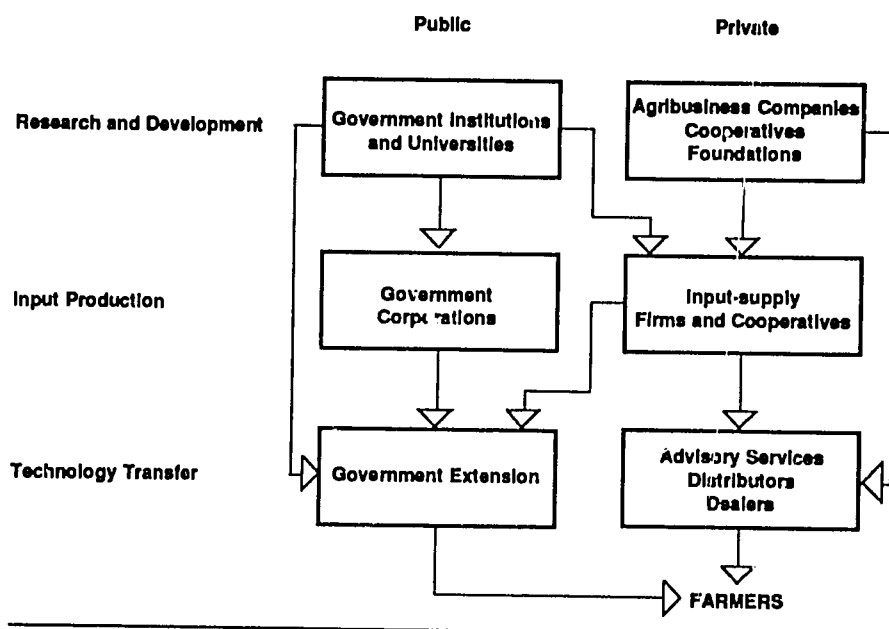 Public
Private
Research and Development
Government Institutions
and Universities
Agribusiness Companies
Cooperatives
Foundations
Input Production
Government
Corporations
Input-supply
Firms and Cooperatives
Technology Transfer
Government Extension
Advisory Services
Distributors
Dealers
FARMERS